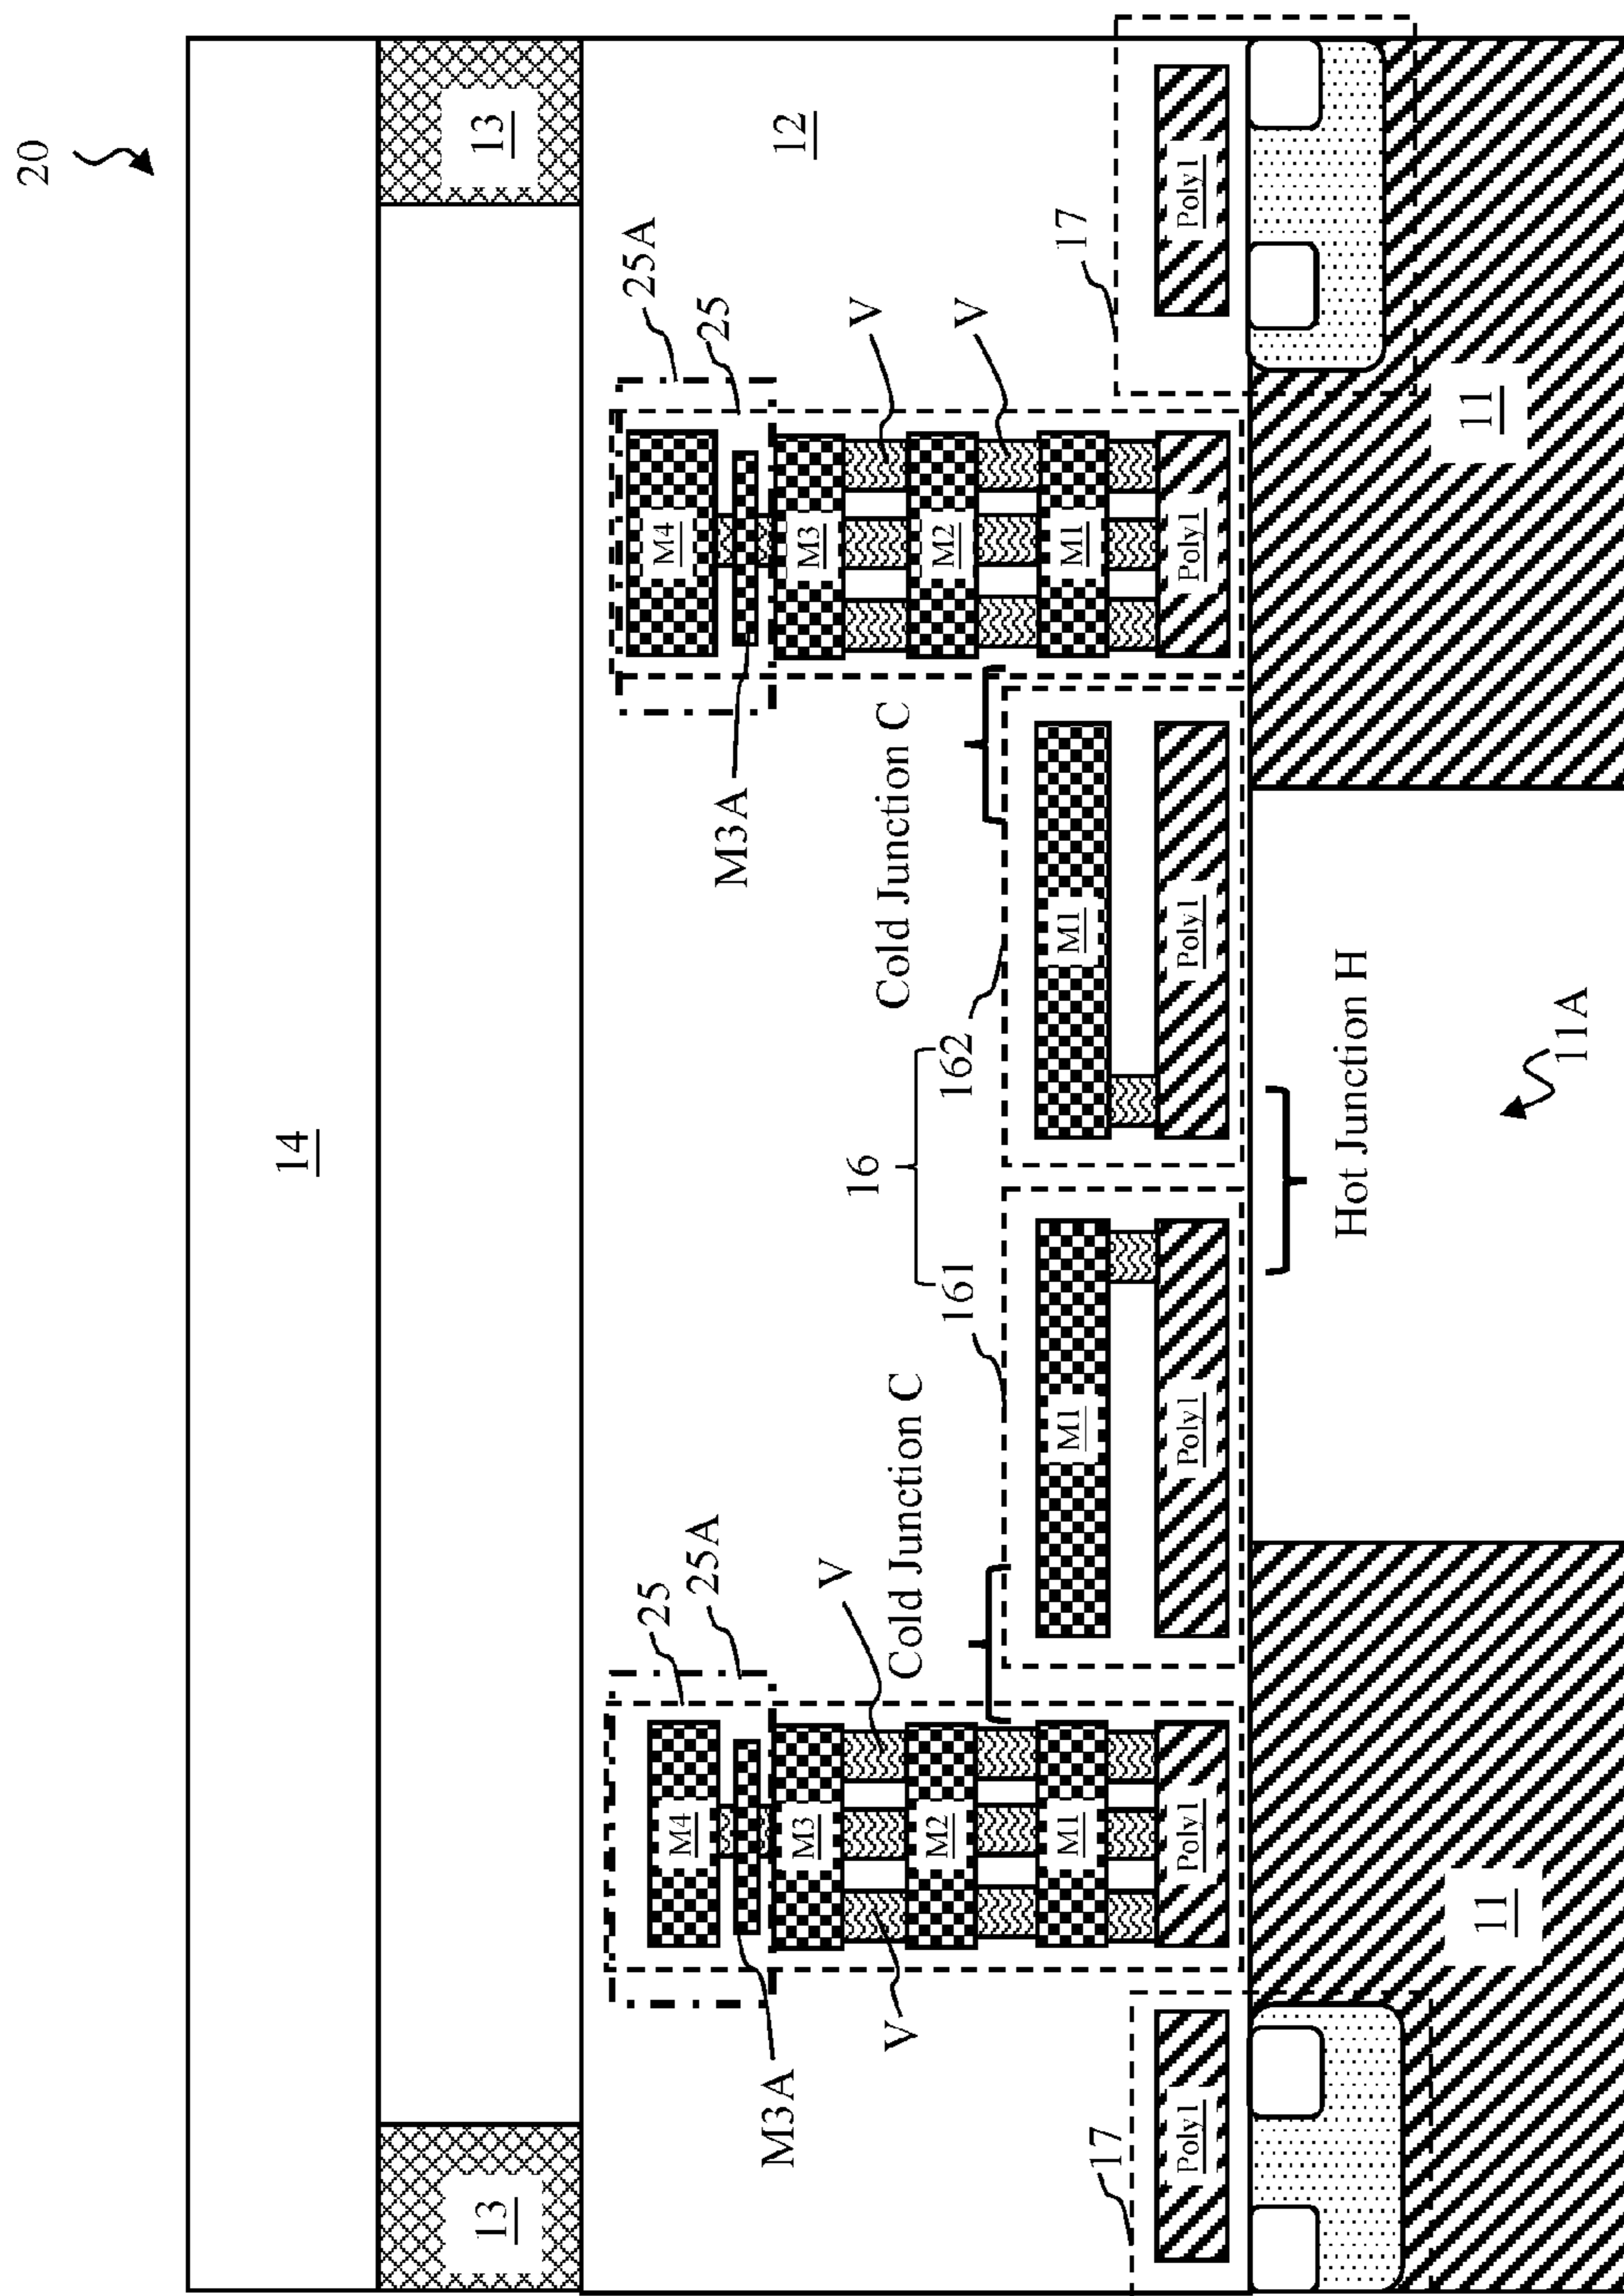 20
14
13
13
12
25
25A
25A
25
M4
M4
M3A
M3A
M3
M3
V
V
V
V
M2
M2
M1
M1
Poly1
Poly1
Cold Junction C
Cold Junction C
16
161
162
M1
M1
Poly1
Poly1
17
17
Poly1
Poly1
Hot Junction H
11
11
11A